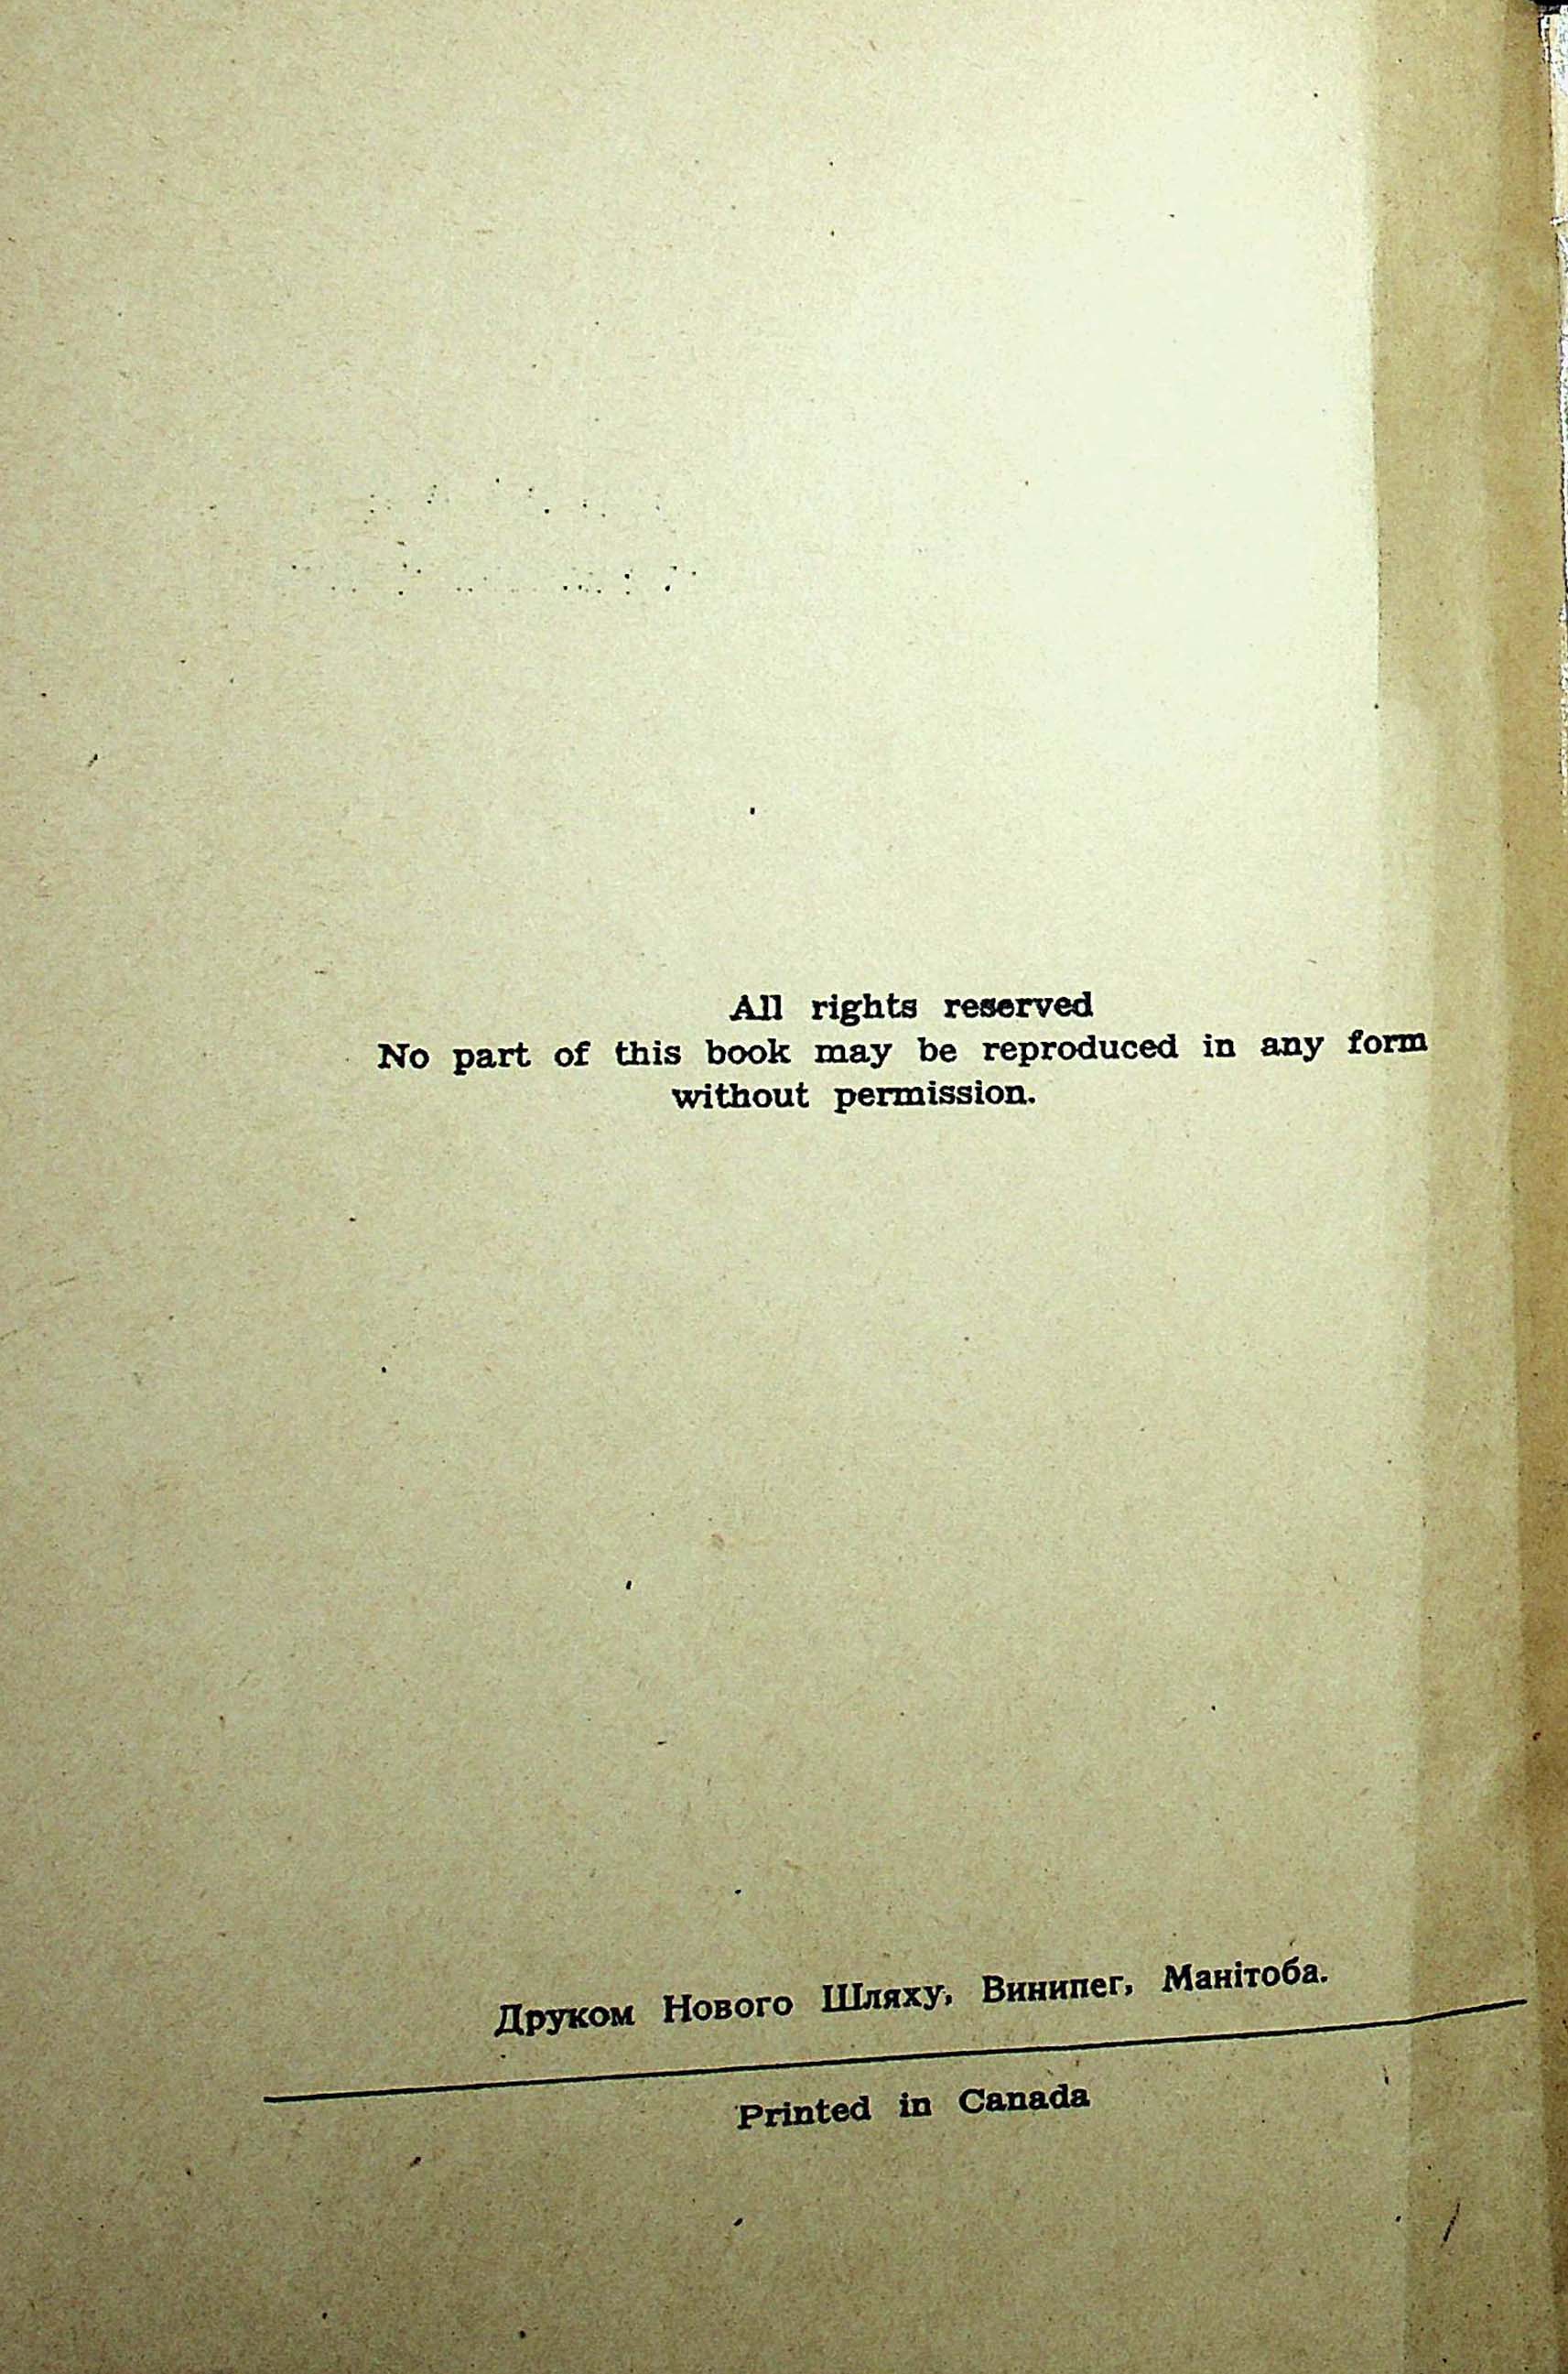 All rights reserved
No part of this book may be reproduced in any form
without permission.
Друком Нового Шляху, Винипег, Манітоба.
Printed in Canada